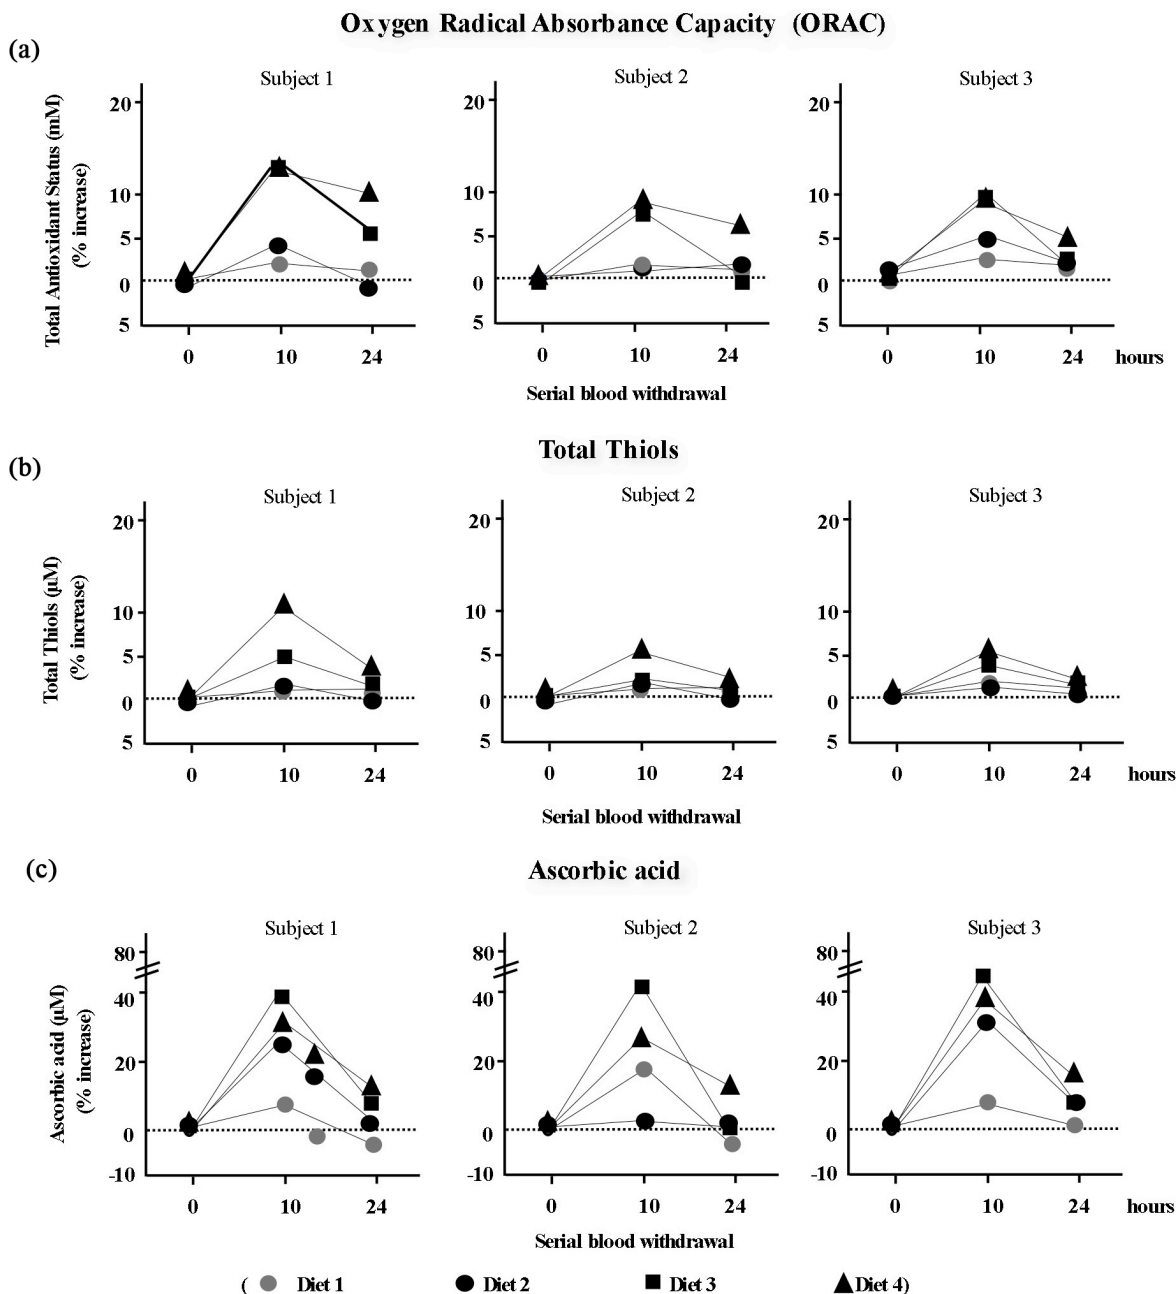 Oxygen Radical Absorbance Capacity (ORAC)
(a)
Subject 1
Subject 2
Subject 3
Total Antioxidant Status (mM)
(% increase)
20
10
5
0
5
20
10
5
0
5
20
10
5
0
5
0 10 24
0 10 24
0 10 24 hours
Serial blood withdrawal
Total Thiols
(b)
Subject 1
Subject 2
Subject 3
Total Thiols (μM)
(% increase)
20
10
5
0
5
20
10
5
0
5
20
10
5
0
5
0 10 24
0 10 24
0 10 24 hours
Serial blood withdrawal
Ascorbic acid
(c)
Subject 1
Subject 2
Subject 3
Ascorbic acid (μM)
(% increase)
80
40
20
0
-10
80
40
20
0
-10
80
40
20
0
-10
0 10 24
0 10 24
0 10 24 hours
Serial blood withdrawal
( Diet 1 Diet 2 Diet 3 Diet 4)